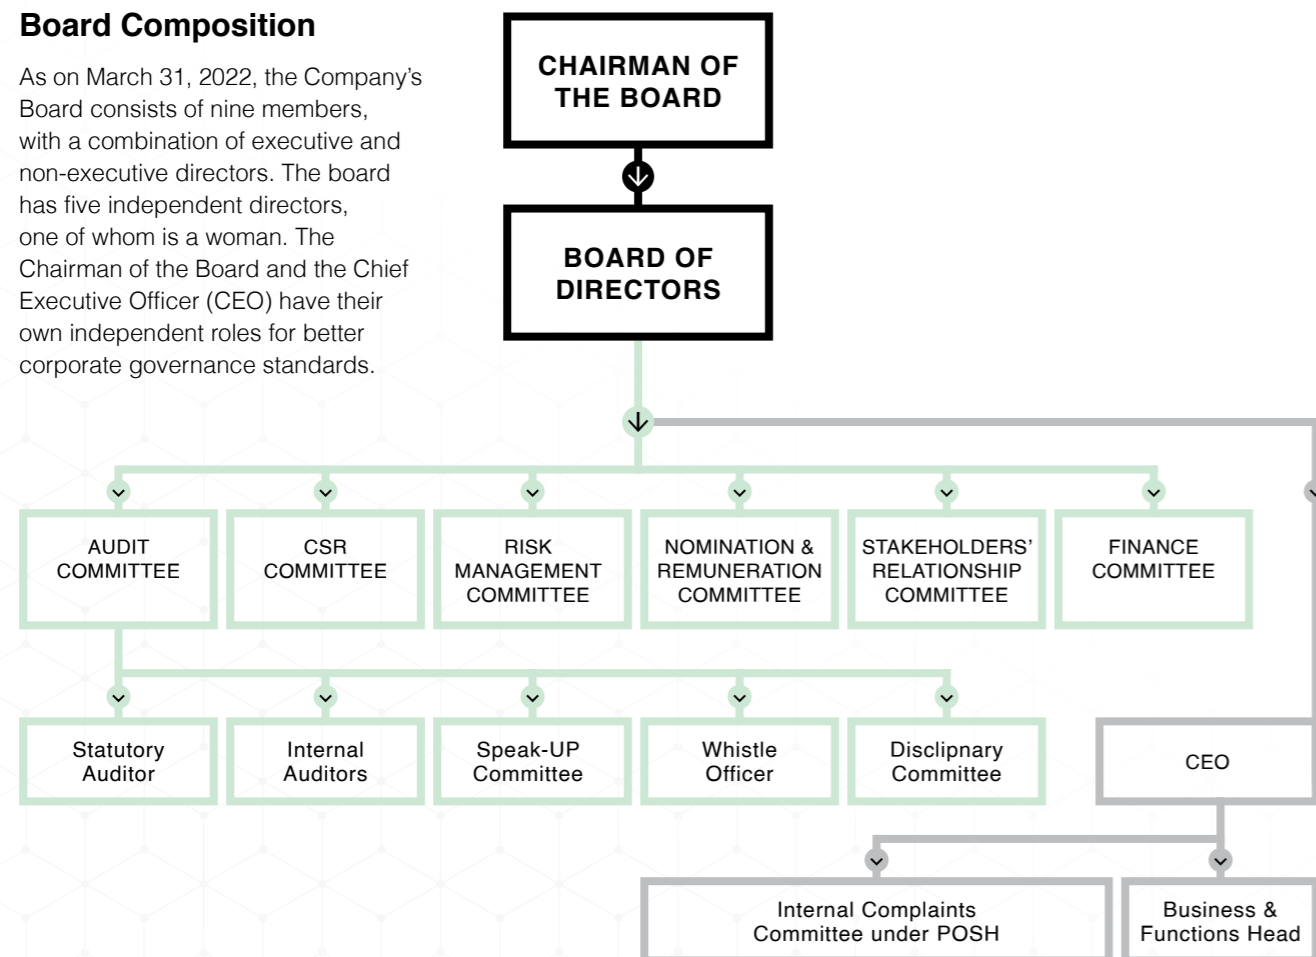 Board Composition
As on March 31, 2022, the Company's
Board consists of nine members,
with a combination of executive and
non-executive directors. The board
has five independent directors,
one of whom is a woman. The
Chairman of the Board and the Chief
Executive Officer (CEO) have their
own independent roles for better
corporate governance standards.
CHAIRMAN OF
THE BOARD
BOARD OF
DIRECTORS
AUDIT
COMMITTEE
CSR
COMMITTEE
RISK
MANAGEMENT
COMMITTEE
NOMINATION &
REMUNERATION
COMMITTEE
STAKEHOLDERS'
RELATIONSHIP
COMMITTEE
FINANCE
COMMITTEE
Statutory
Auditor
Internal
Auditors
Speak-UP
Committee
Whistle
Officer
Disclipnary
Committee
CEO
Internal Complaints
Committee under POSH
Business &
Functions Head